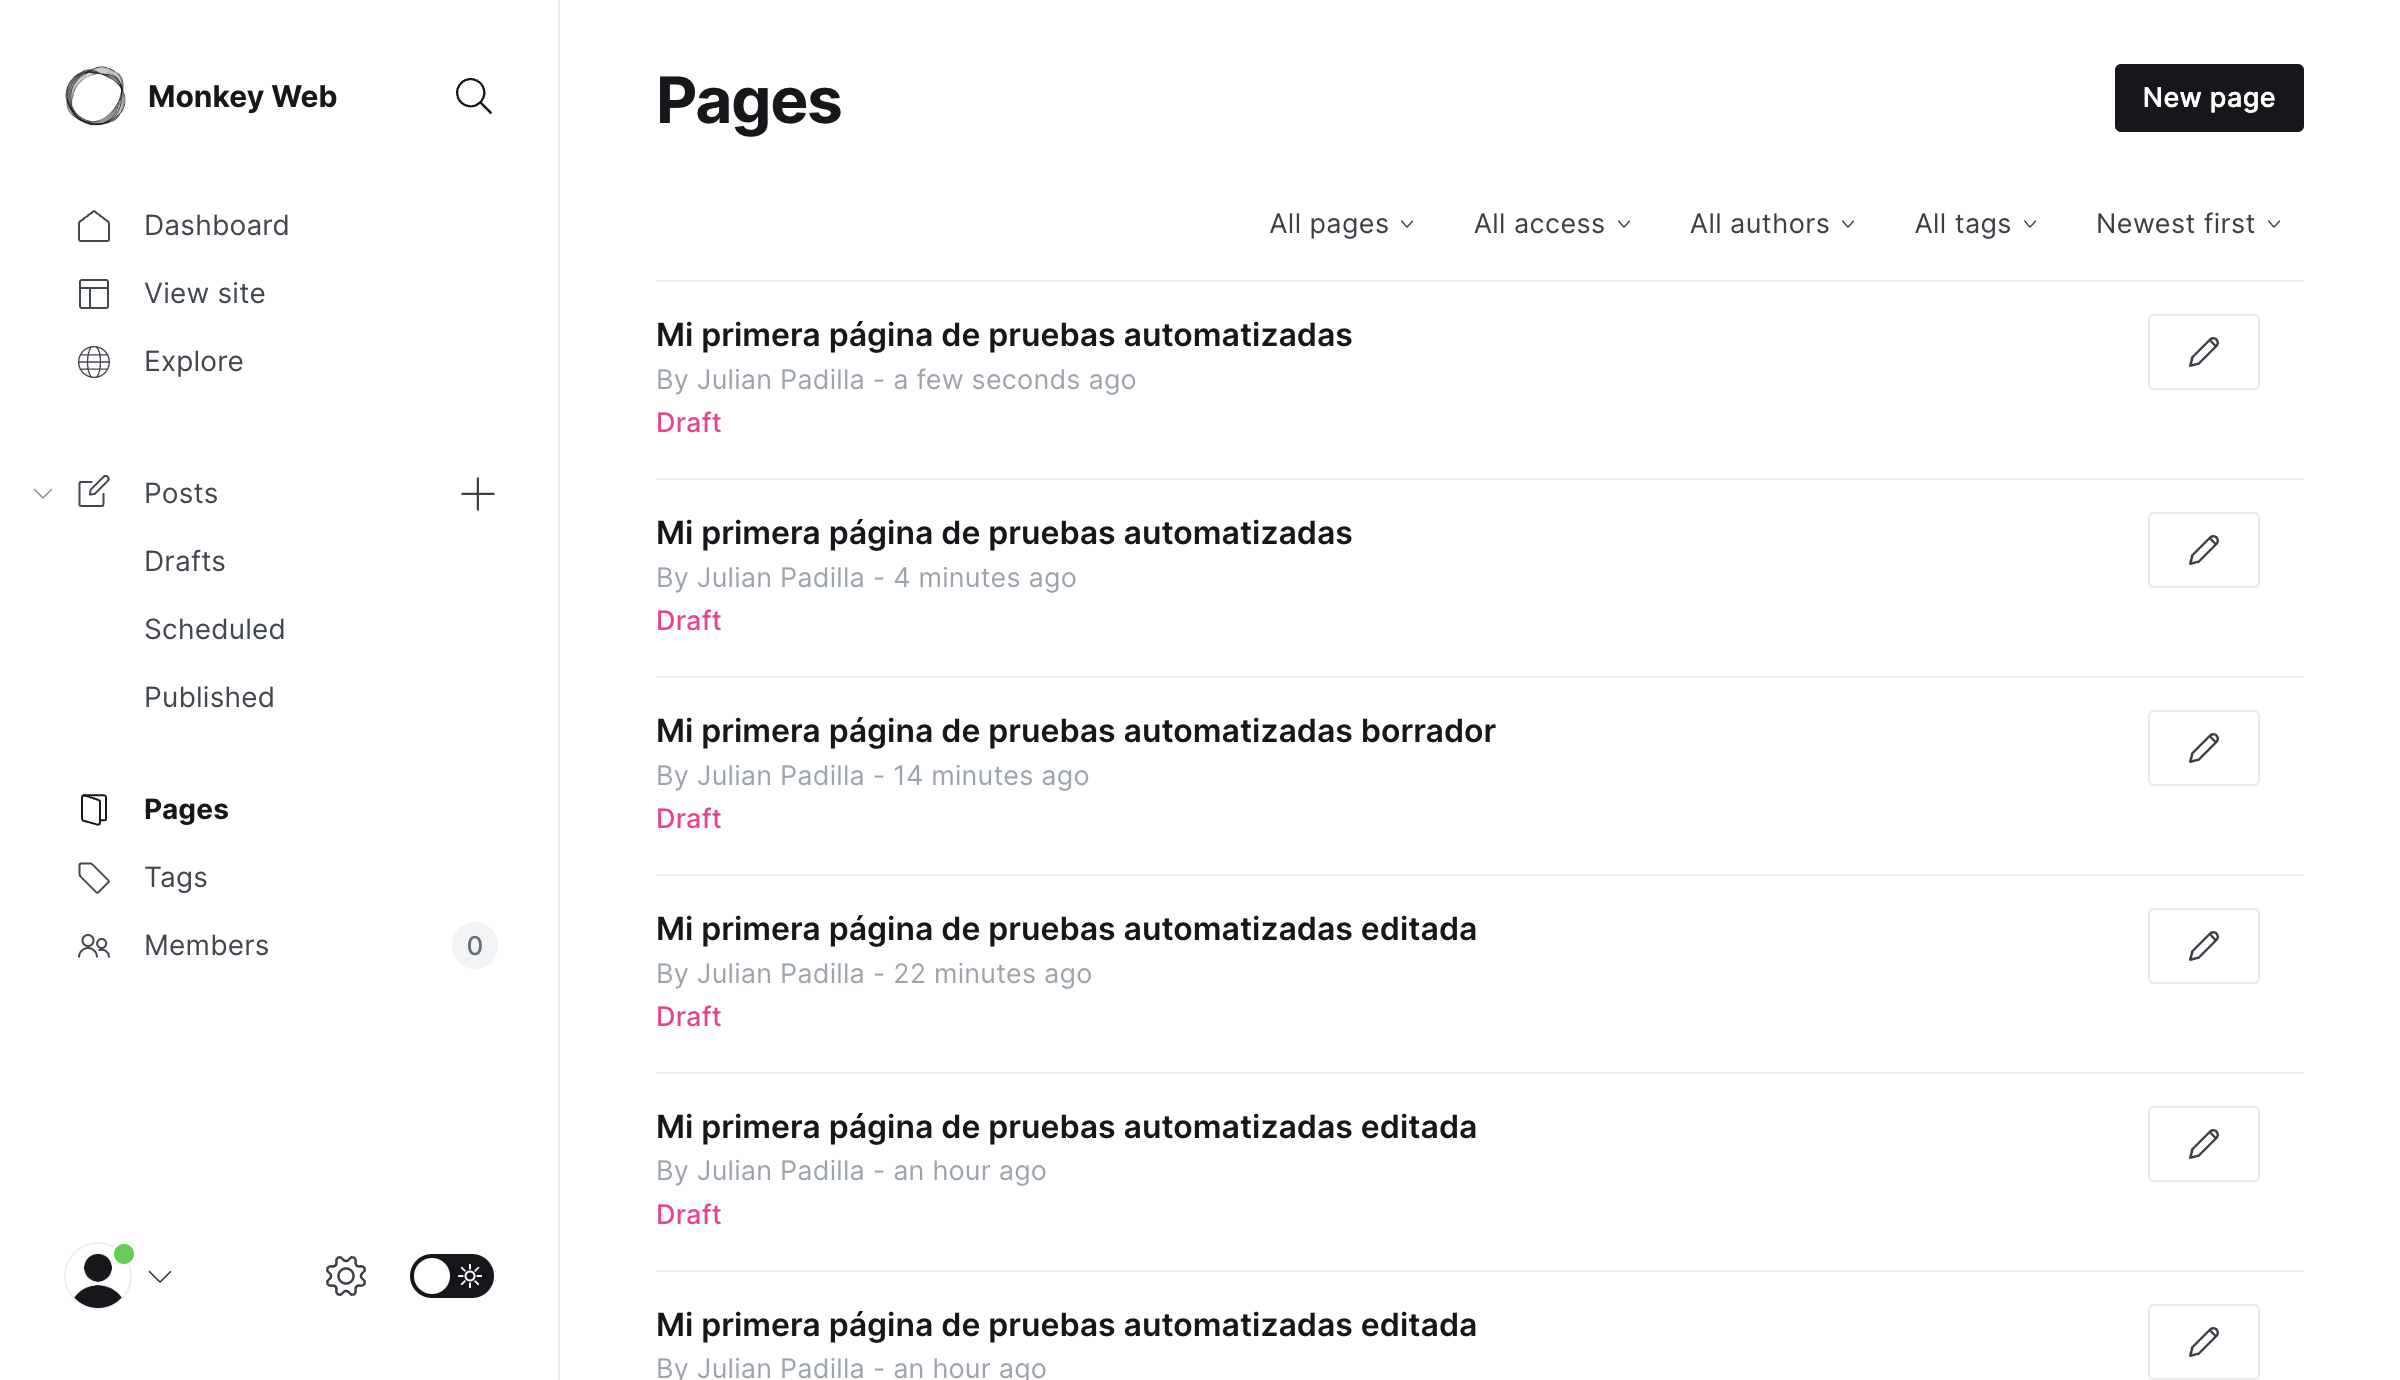 Monkey Web
Dashboard
View site
Explore
Posts
Drafts
Scheduled
Published
Pages
Tags
Members 0
Pages
New page
All pages All access All authors All tags Newest first
Mi primera página de pruebas automatizadas
By Julian Padilla - a few seconds ago
Draft
Mi primera página de pruebas automatizadas
By Julian Padilla - 4 minutes ago
Draft
Mi primera página de pruebas automatizadas borrador
By Julian Padilla - 14 minutes ago
Draft
Mi primera página de pruebas automatizadas editada
By Julian Padilla - 22 minutes ago
Draft
Mi primera página de pruebas automatizadas editada
By Julian Padilla - an hour ago
Draft
Mi primera página de pruebas automatizadas editada
By Julian Padilla - an hour ago